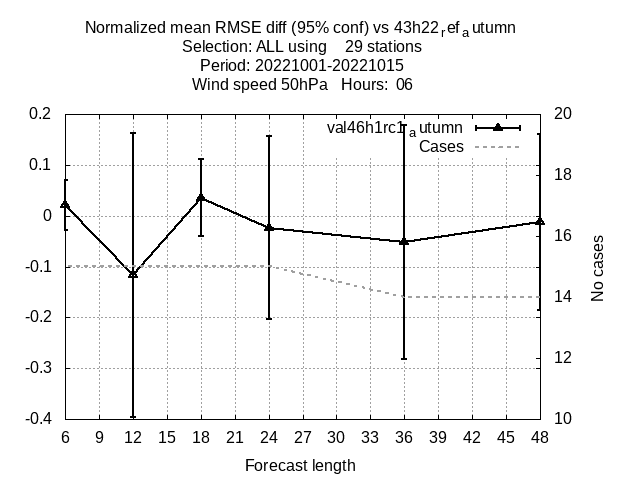 Normalized mean RMSE diff (95% conf) vs 43h22ref autumn
Selection: ALL using 29 stations
Period: 20221001-20221015
Wind speed 50hPa Hours: 06
val46h1rc1autumn
Cases
0.2
0.1
0
-0.1
-0.2
-0.3
-0.4
20
18
16
14
12
10
No cases
6 9 12 15 18 21 24 27 30 33 36 39 42 45 48
Forecast length